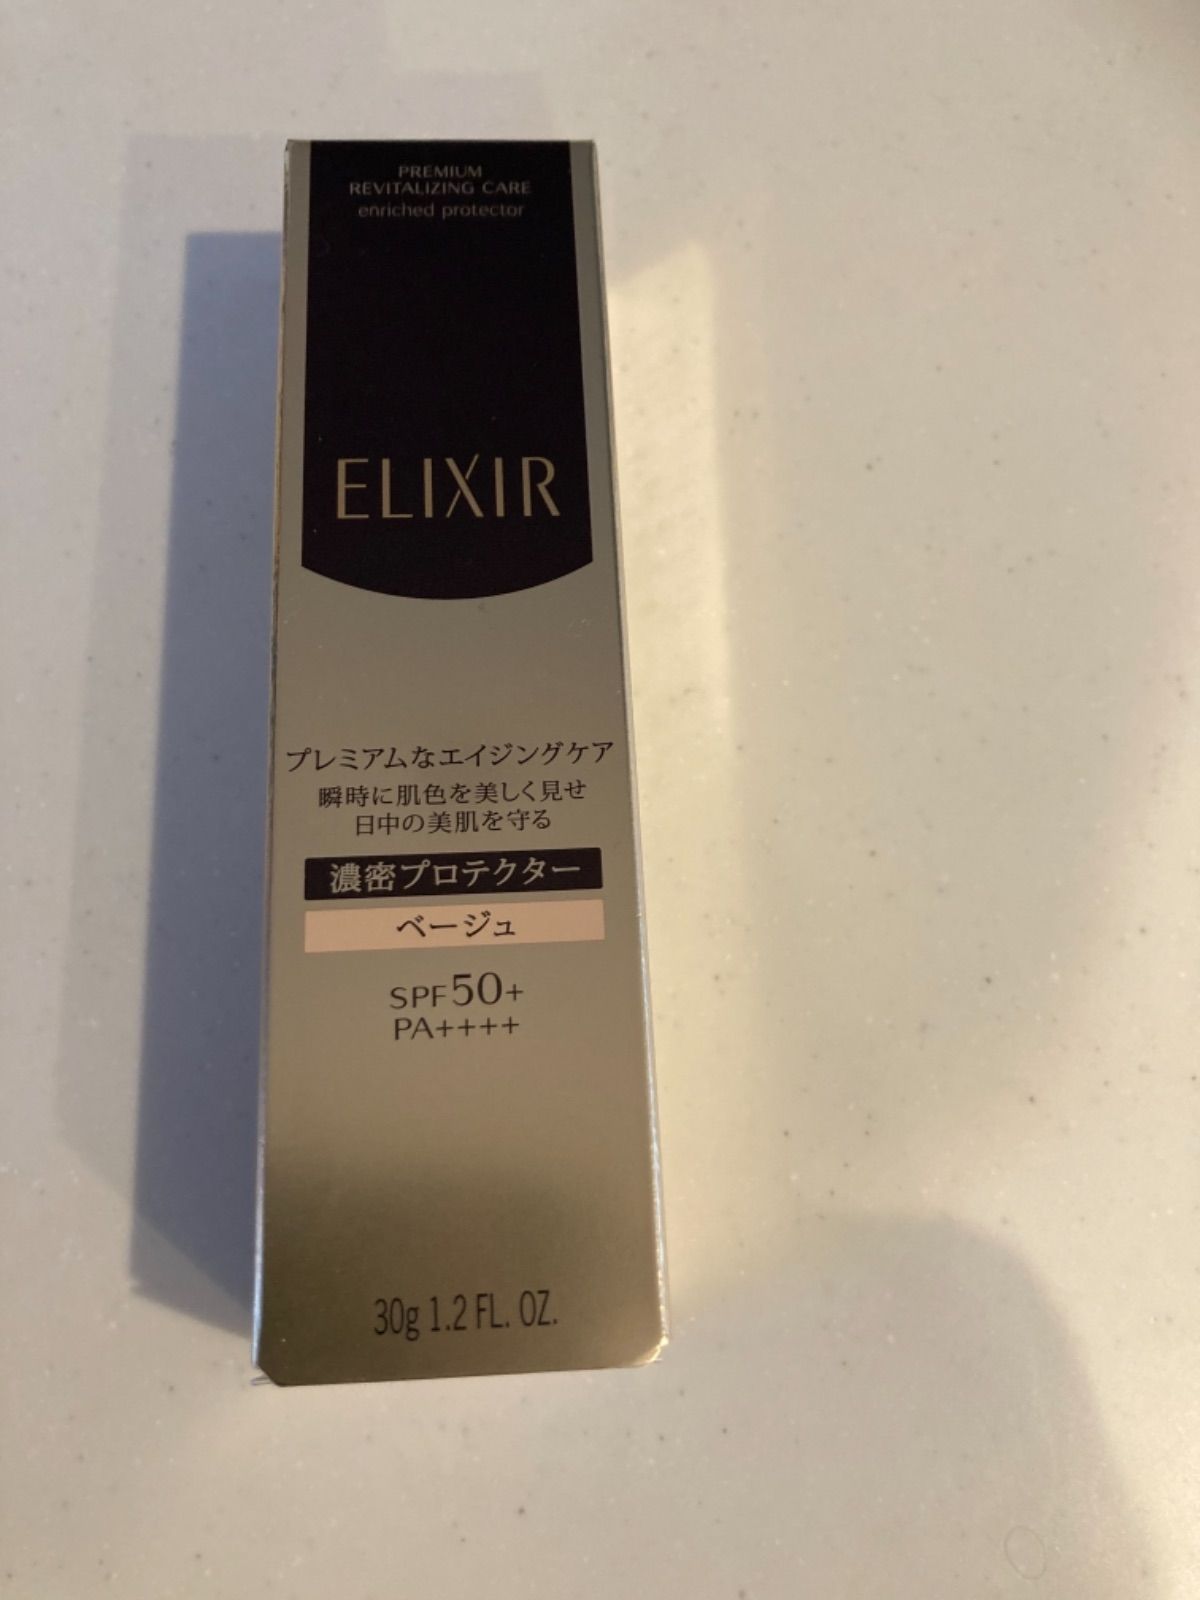 PREMIUM
REVITALIZING CARE
enriched protector
ELIXIR
プレミアムなエイジングケア
瞬時に肌色を美しく見せ
日中の美肌を守る
濃密プロテクター
ベージュ
SPF50+
PA++++
30g 1.2 FL. OZ.